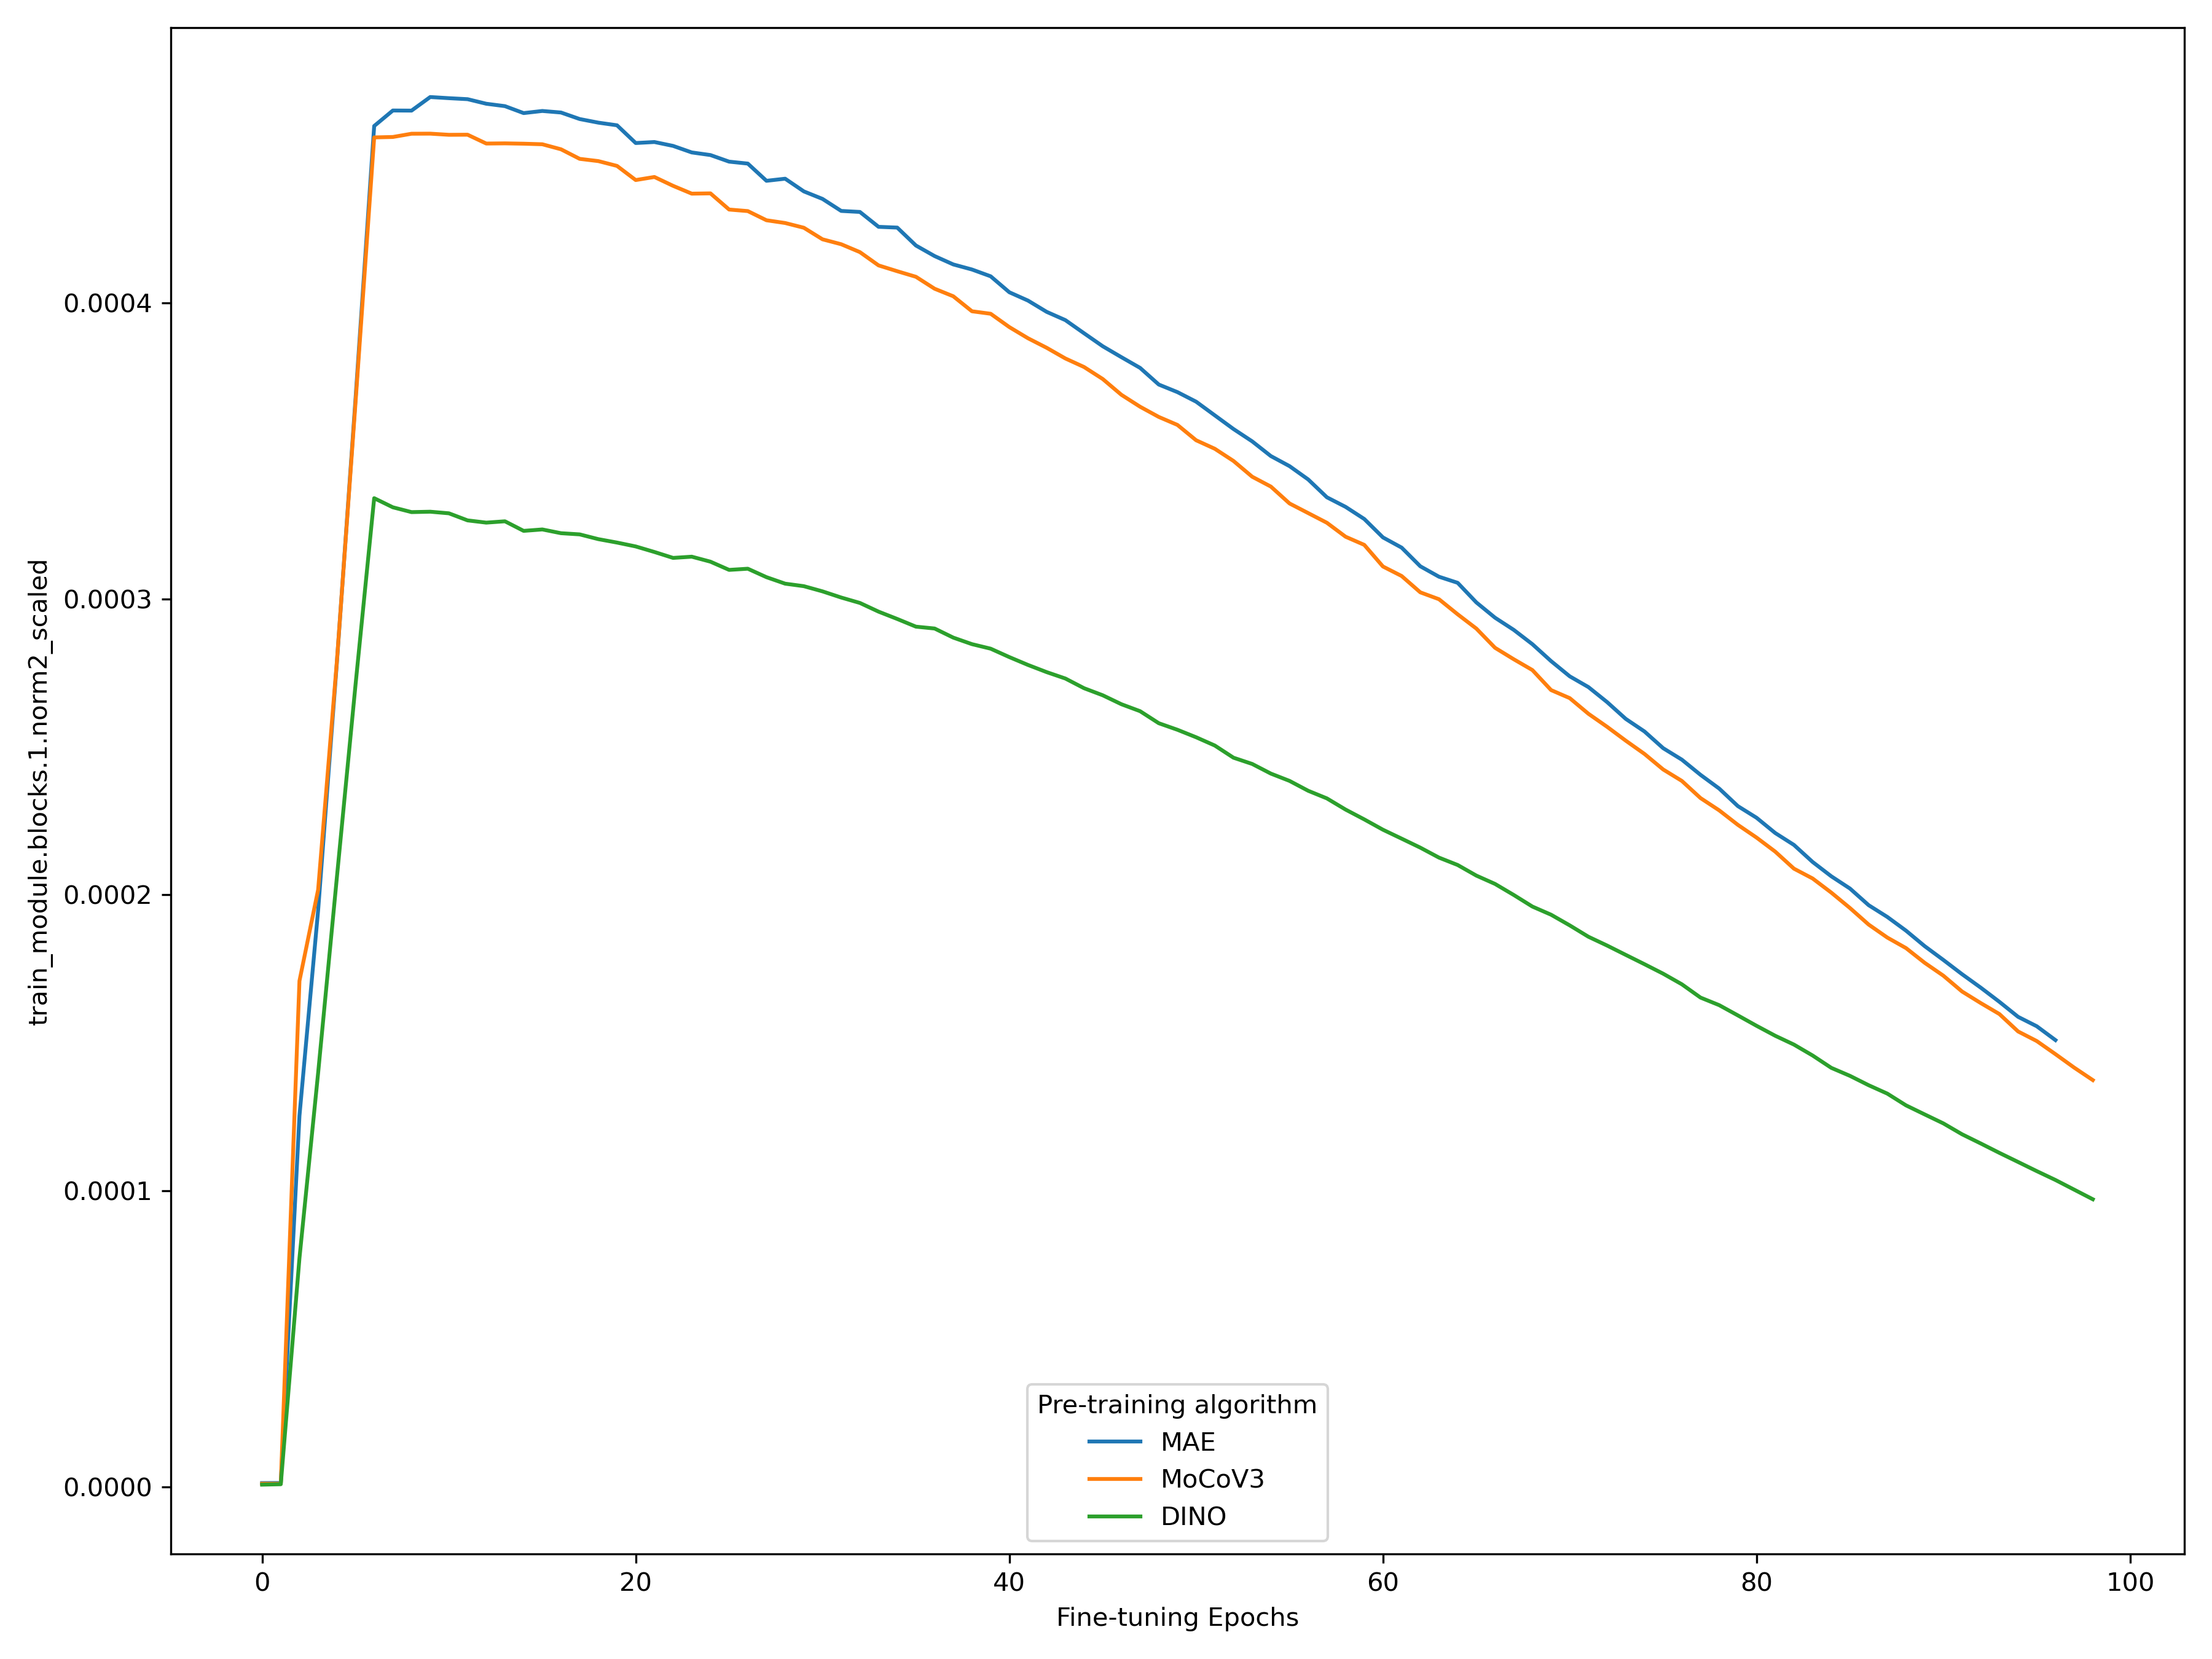 train_module.blocks.1.norm2_scaled
0.0004
0.0003
0.0002
0.0001
0.0000
Pre-training algorithm
MAE
MoCoV3
DINO
0 20 40 60 80 100
Fine-tuning Epochs